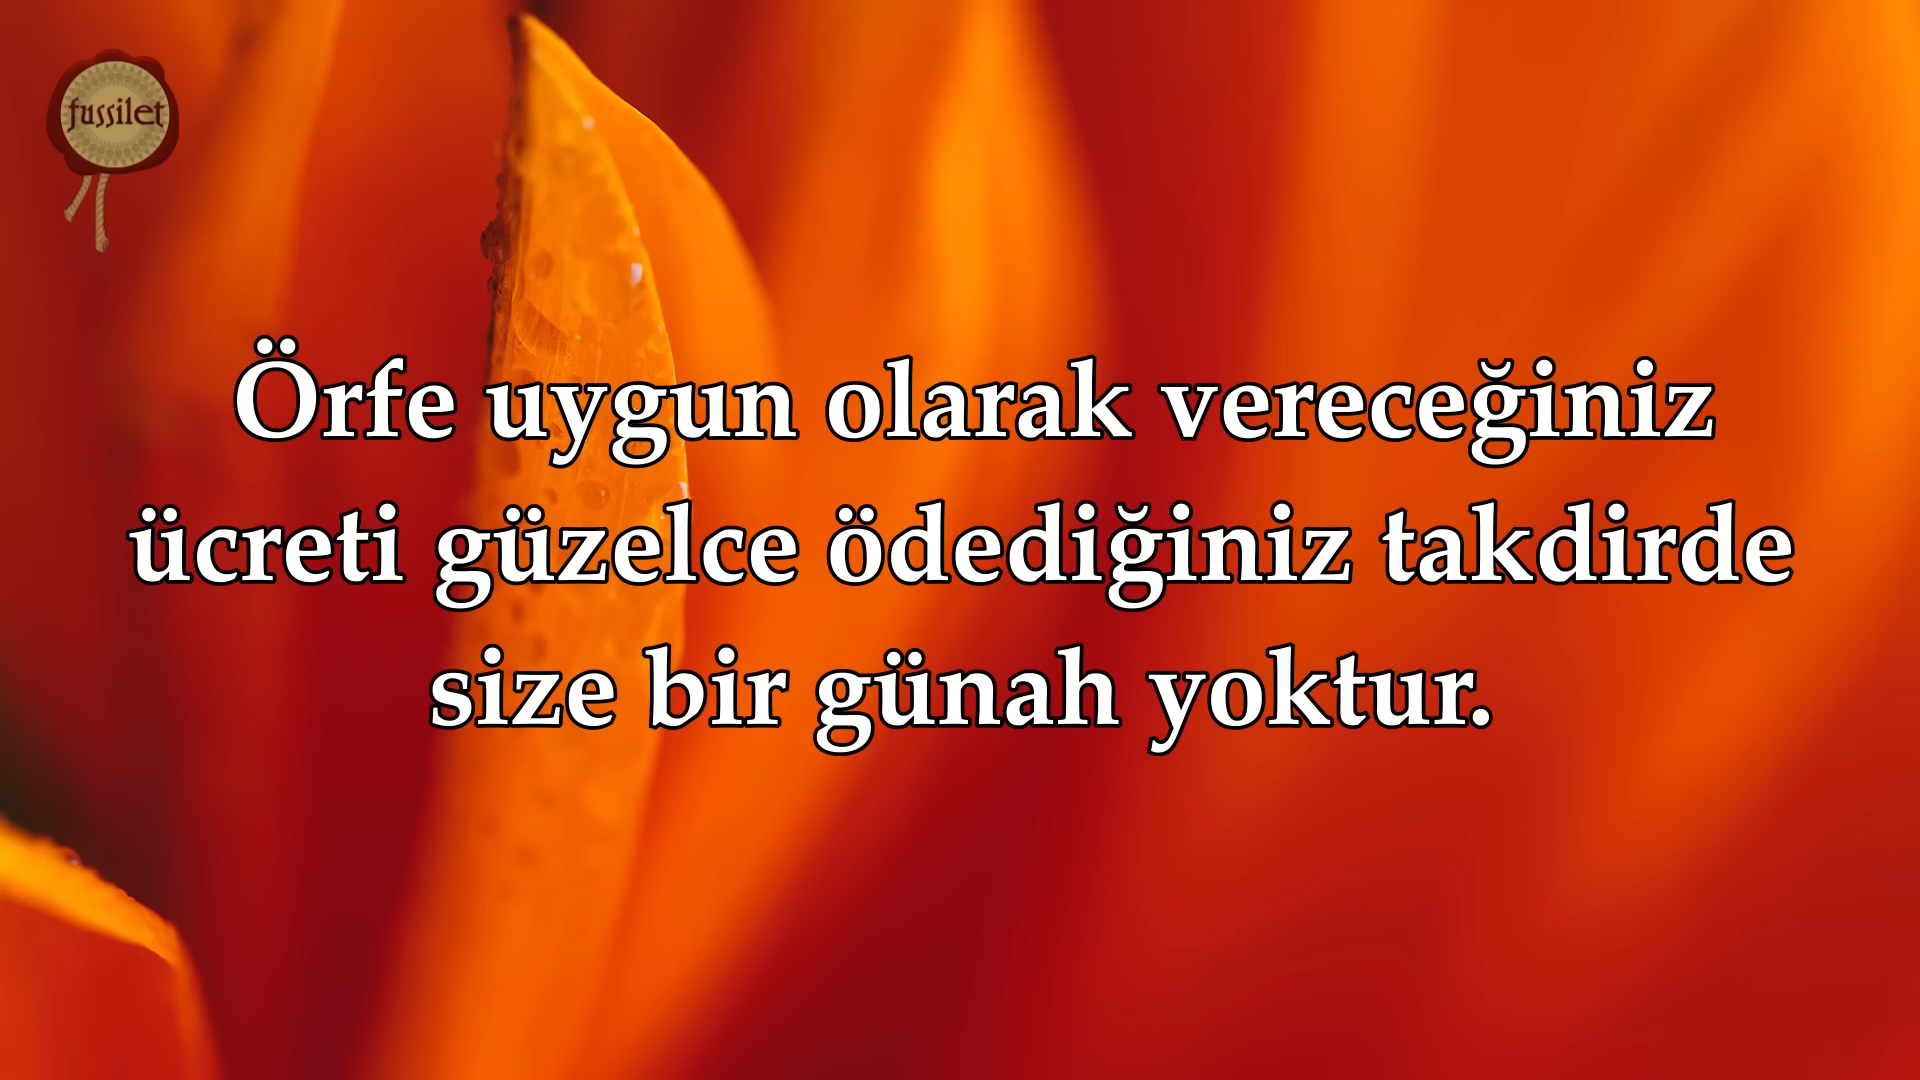 fussilet
Örfe uygun olarak vereceğiniz
ücreti güzelce ödediğiniz takdirde
size bir günah yoktur.